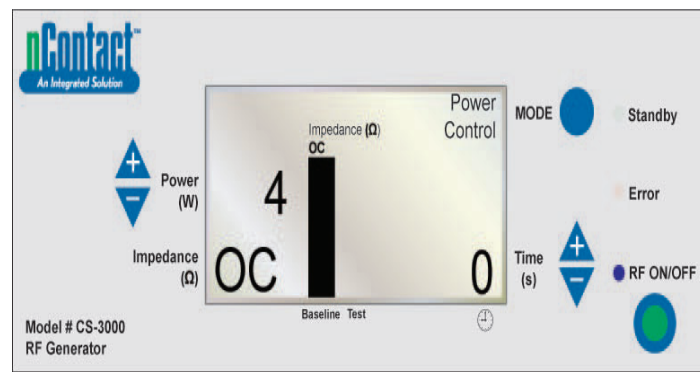 nContact™
An Integrated Solution
Power
Control
MODE
Standby
Impedance (Ω)
OC
Power
(W)
4
Error
Impedance
(Ω)
OC
0
Time
(s)
RF ON/OFF
Baseline Test
Model # CS-3000
RF Generator